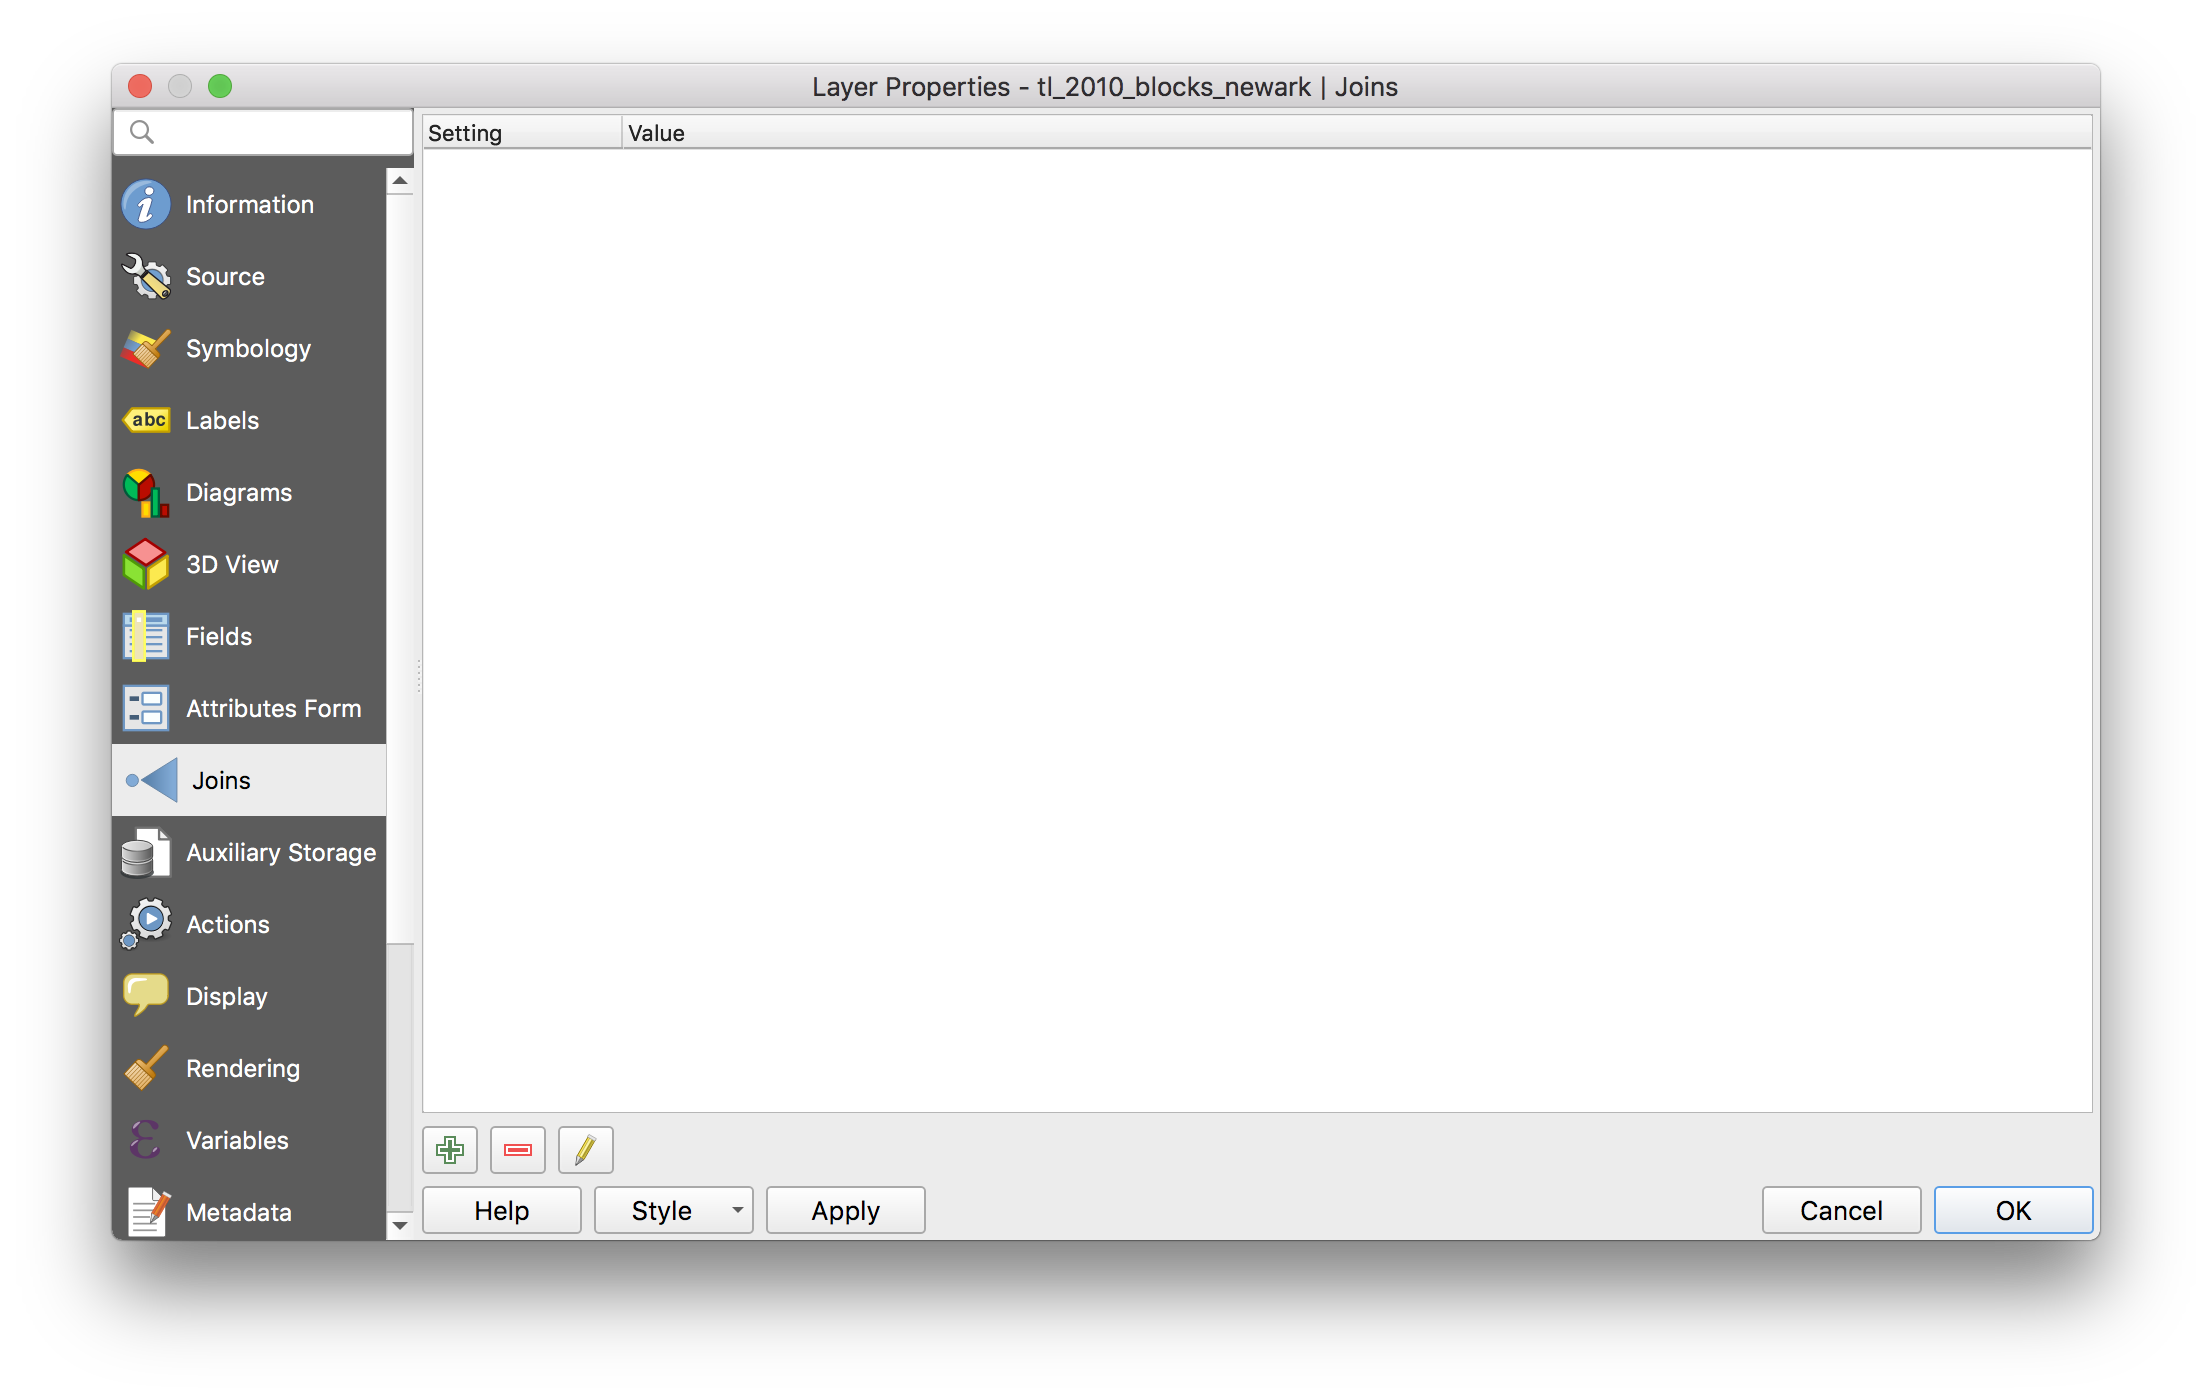 Layer Properties - tl_2010_blocks_newark | Joins
Setting Value
Information
Source
Symbology
abc Labels
Diagrams
3D View
Fields
Attributes Form
Joins
Auxiliary Storage
Actions
Display
Rendering
Variables
Metadata
Help Style Apply Cancel OK